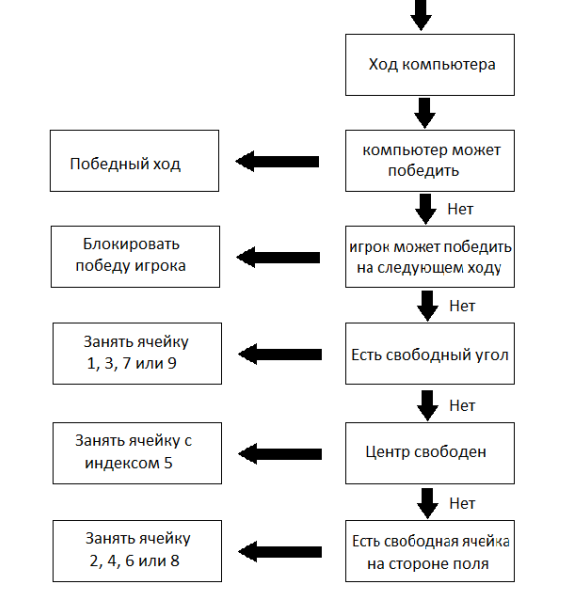 Ход компьютера
компьютер может
победить
Победный ход
Нет
игрок может победить
на следующем ходу
Блокировать
победу игрока
Нет
Есть свободный угол
Занять ячейку
1, 3, 7 или 9
Нет
Центр свободен
Занять ячейку с
индексом 5
Нет
Есть свободная ячейка
на стороне поля
Занять ячейку
2, 4, 6 или 8